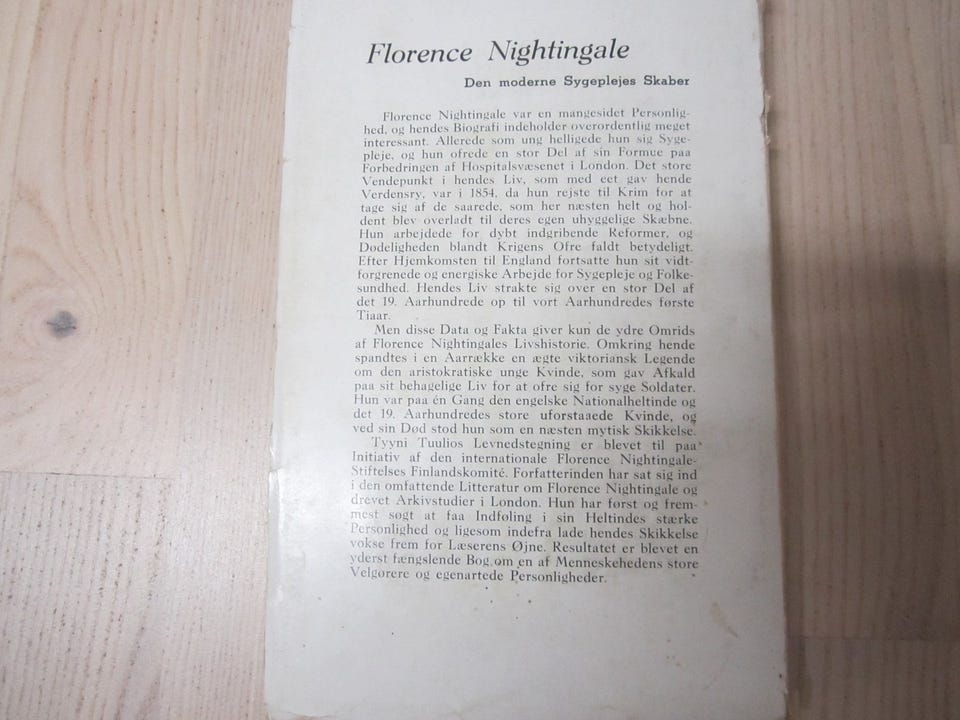 Florence Nightingale
Den moderne Sygeplejes Skaber
Florence Nightingale var en mangesidet Personlig-
hed, og hendes Biografi indeholder overordentlig meget
interessant. Allerede som ung helligede hun sig Syge-
pleje, og hun ofrede en stor Del af sin Formue paa
Forbedringen af Hospitalsvæsenet i London. Det store
Vendepunkt i hendes Liv, som med eet gav hende
Verdensry, var i 1854, da hun rejste til Krim for at
tage sig af de saarede, som her næsten helt og hol-
dent blev overladt til deres egen uhyggelige Skæbne.
Hun arbejdede for dybt indgribende Reformer, og
Dødeligheden blandt Krigens Ofre faldt betydeligt.
Efter Hjemkomsten til England fortsatte hun sit vidt-
forgrenede og energiske Arbejde for Sygepleje og Folke-
sundhed. Hendes Liv strakte sig over en stor Del af
det 19. Aarhundrede op til vort Aarhundredes første
Tiaar.
Men disse Data og Fakta giver kun de ydre Omrids
af Florence Nightingales Livshistorie. Omkring hende
spandtes i en Aarrække en ægte viktoriansk Legende
om den aristokratiske unge Kvinde, som gav Afkald
paa sit behagelige Liv for at ofre sig for syge Soldater.
Hun var paa én Gang den engelske Nationalheltinde og
det 19. Aarhundredes store uforstaaede Kvinde, og
ved sin Død stod hun som en næsten mytisk Skikkelse.
Tyyni Tuulios Levnedstegning er blevet til paa
Initiativ af den internationale Florence Nightingale-
Stiftelses Finlandskomité. Forfatterinden har sat sig ind
i den omfattende Litteratur om Florence Nightingale og
drevet Arkivstudier i London. Hun har først og frem-
mest søgt at faa Indføling i sin Heltindes stærke
Personlighed og ligesom indefra lade hendes Skikkelse
vokse frem for Læserens Øjne. Resultatet er blevet en
yderst fængslende Bog om en af Menneskehedens store
Velgørere og egenartede Personligheder.